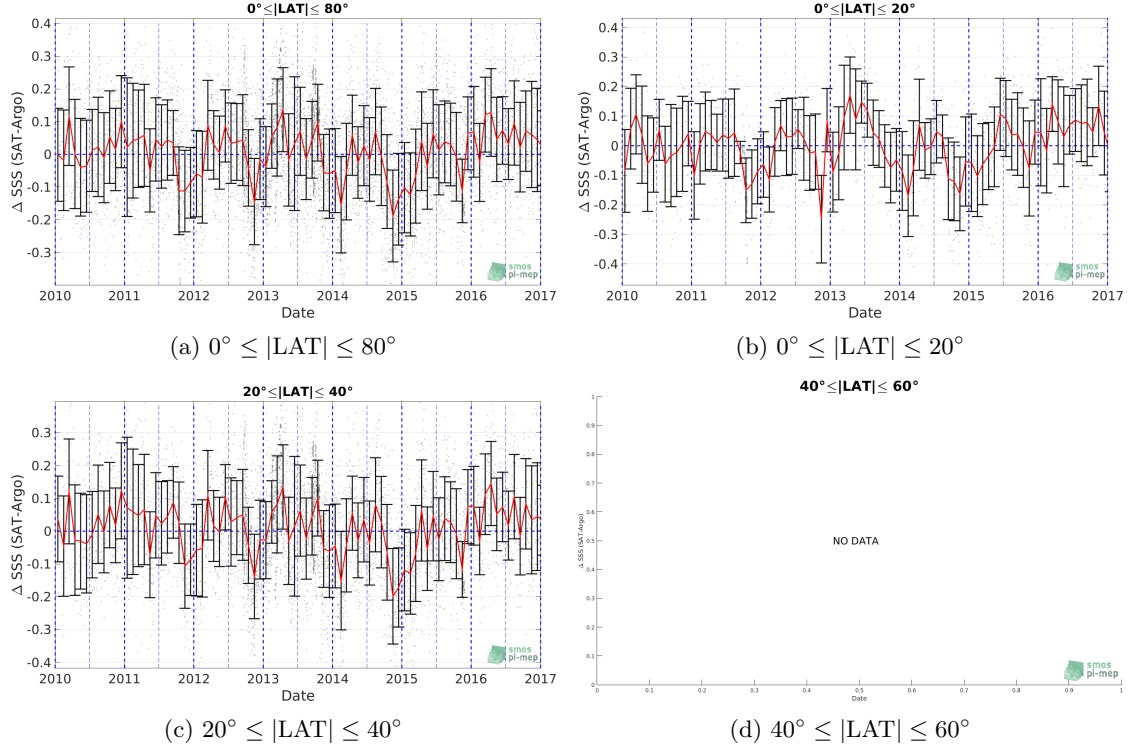 0°≤|LAT|≤ 80°
Δ SSS (SAT-Argo)
0.4
0.3
0.2
0.1
0
-0.1
-0.2
-0.3
2010 2011 2012 2013 2014 2015 2016 2017
Date
smos
pi-mep
(a) 0° ≤ |LAT| ≤ 80°
0°≤|LAT|≤ 20°
Δ SSS (SAT-Argo)
0.4
0.3
0.2
0.1
0
-0.1
-0.2
-0.3
-0.4
2010 2011 2012 2013 2014 2015 2016 2017
Date
smos
pi-mep
(b) 0° ≤ |LAT| ≤ 20°
20°≤|LAT|≤ 40°
Δ SSS (SAT-Argo)
0.3
0.2
0.1
0
-0.1
-0.2
-0.3
-0.4
2010 2011 2012 2013 2014 2015 2016 2017
Date
smos
pi-mep
(c) 20° ≤ |LAT| ≤ 40°
40°≤|LAT|≤ 60°
Δ SSS (SAT-Argo)
1
0.9
0.8
0.7
0.6
0.5
0.4
0.3
0.2
0.1
0
NO DATA
0 0.1 0.2 0.3 0.4 0.5 0.6 0.7 0.8 0.9 1
Date
smos
pi-mep
(d) 40° ≤ |LAT| ≤ 60°